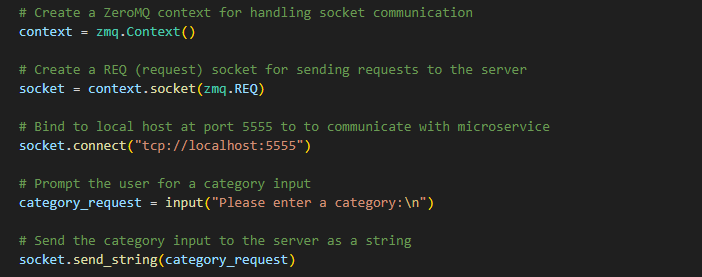 # Create a ZeroMQ context for handling socket communication
context = zmq.Context()
# Create a REQ (request) socket for sending requests to the server
socket = context.socket(zmq.REQ)
# Bind to local host at port 5555 to to communicate with microservice
socket.connect("tcp://localhost:5555")
# Prompt the user for a category input
category_request = input("Please enter a category:\n")
# Send the category input to the server as a string
socket.send_string(category_request)